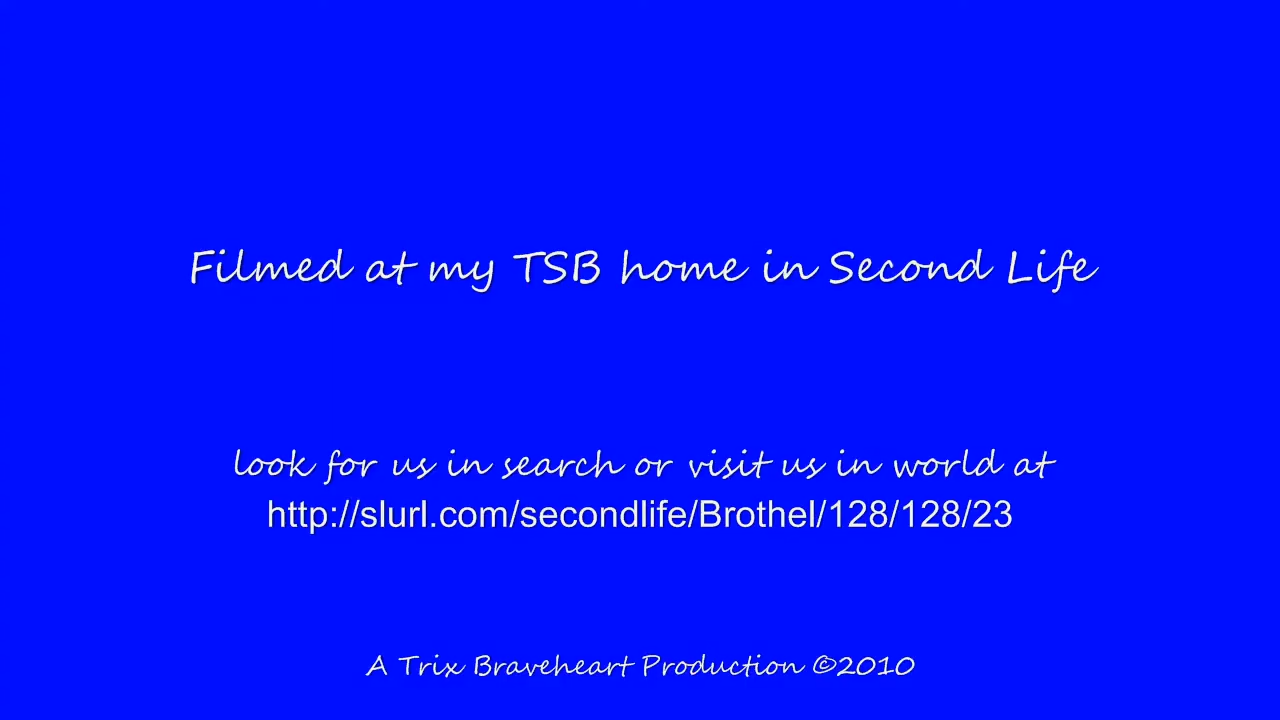 Filmed at my TSB home in Second Life
look for us in search or visit us in world at
http://slurl.com/secondlife/Brothel/128/128/23
A Trix Braveheart Production ©2010